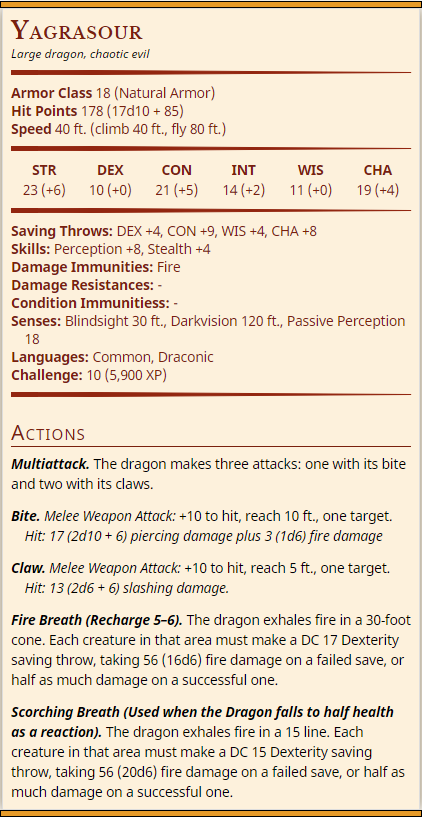 YAGRASOUR
Large dragon, chaotic evil
Armor Class 18 (Natural Armor)
Hit Points 178 (17d10 + 85)
Speed 40 ft. (climb 40 ft., fly 80 ft.)
STR DEX CON INT WIS CHA
23 (+6) 10 (+0) 21 (+5) 14 (+2) 11 (+0) 19 (+4)
Saving Throws: DEX +4, CON +9, WIS +4, CHA +8
Skills: Perception +8, Stealth +4
Damage Immunities: Fire
Damage Resistances: -
Condition Immunitiess: -
Senses: Blindsight 30 ft., Darkvision 120 ft., Passive Perception
18
Languages: Common, Draconic
Challenge: 10 (5,900 XP)
ACTIONS
Multiattack. The dragon makes three attacks: one with its bite
and two with its claws.
Bite. Melee Weapon Attack: +10 to hit, reach 10 ft., one target.
Hit: 17 (2d10 + 6) piercing damage plus 3 (1d6) fire damage
Claw. Melee Weapon Attack: +10 to hit, reach 5 ft., one target.
Hit: 13 (2d6 + 6) slashing damage.
Fire Breath (Recharge 5–6). The dragon exhales fire in a 30-foot
cone. Each creature in that area must make a DC 17 Dexterity
saving throw, taking 56 (16d6) fire damage on a failed save, or
half as much damage on a successful one.
Scorching Breath (Used when the Dragon falls to half health
as a reaction). The dragon exhales fire in a 15 line. Each
creature in that area must make a DC 15 Dexterity saving
throw, taking 56 (20d6) fire damage on a failed save, or half as
much damage on a successful one.